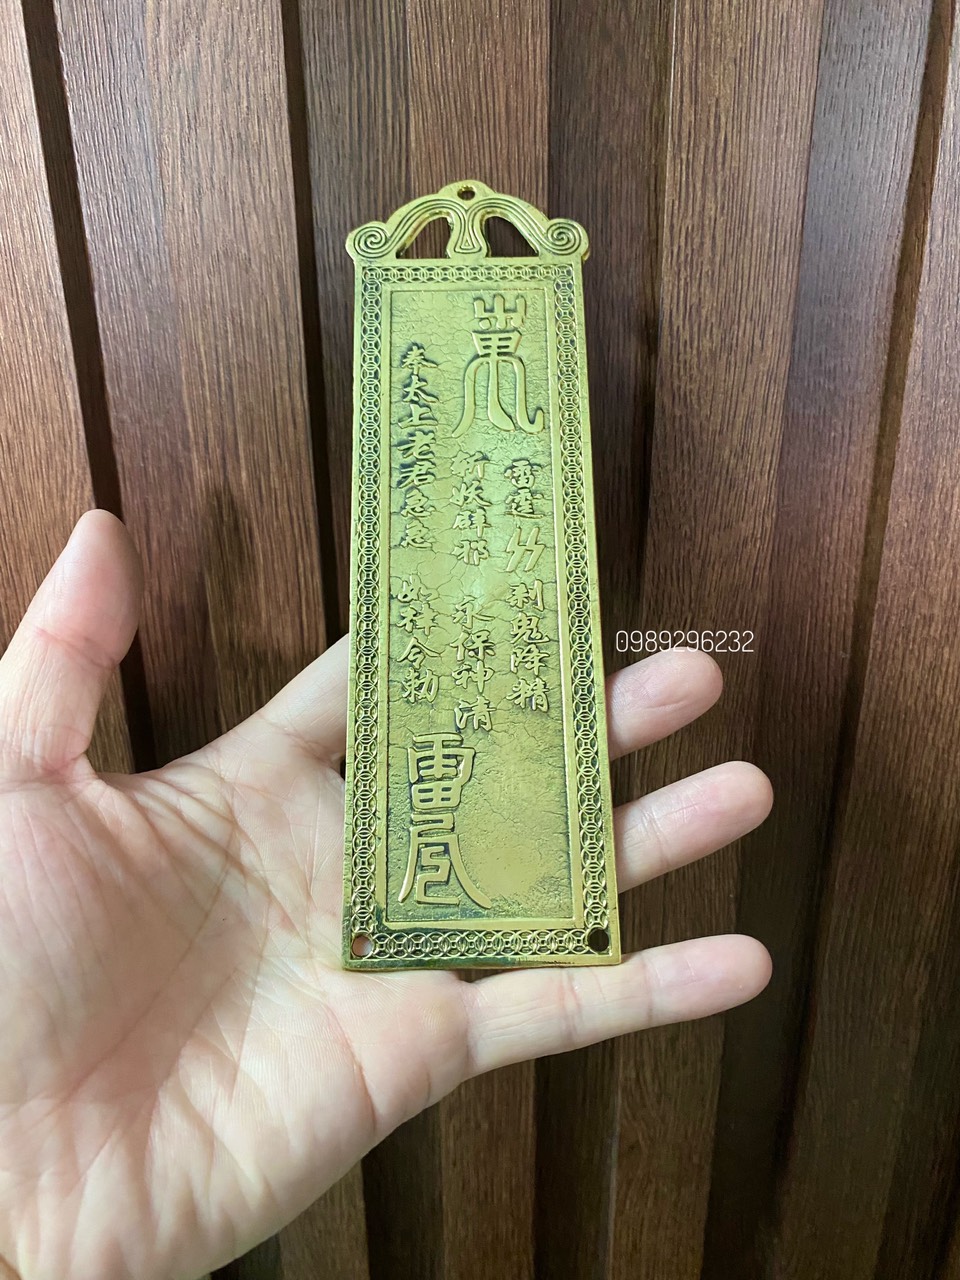 雷霆
鬼降精
斬妖辟邪
永保神清
奉太上老君急急
如律令勅
0989296232